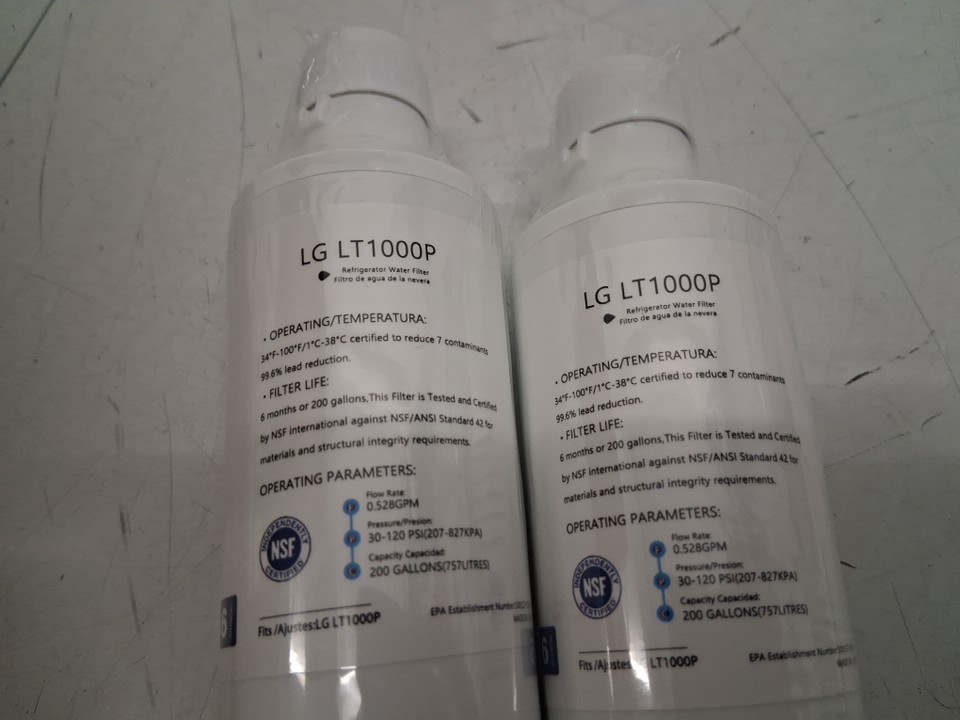 LG LT1000P
Refrigerator Water Filter
Filtro de agua de la nevera
• OPERATING/TEMPERATURA:
34°F-100°F/1°C-38°C certified to reduce 7 contaminants
99.6% lead reduction.
• FILTER LIFE:
6 months or 200 gallons,This Filter is Tested and Certified
by NSF international against NSF/ANSI Standard 42 for
materials and structural integrity requirements.
OPERATING PARAMETERS:
Flow Rate:
0.528GPM
Pressure/Presion:
30-120 PSI(207-827KPA)
Capacity Capacidad:
200 GALLONS(757LITRES)
INDEPENDENTLY
NSF
CERTIFIED
6
Fits /Ajustes:LG LT1000P
EPA Establishment Number
LG LT1000P
Refrigerator Water Filter
Filtro de agua de la nevera
• OPERATING/TEMPERATURA:
34°F-100°F/1°C-38°C certified to reduce 7 contaminants
99.6% lead reduction.
• FILTER LIFE:
6 months or 200 gallons,This Filter is Tested and Certified
by NSF international against NSF/ANSI Standard 42 for
materials and structural integrity requirements.
OPERATING PARAMETERS:
Flow Rate:
0.528GPM
Pressure/Presion:
30-120 PSI(207-827KPA)
Capacity Capacidad:
200 GALLONS(757LITRES)
INDEPENDENTLY
NSF
CERTIFIED
6
Fits /Ajustes:LG LT1000P
EPA Establishment Number